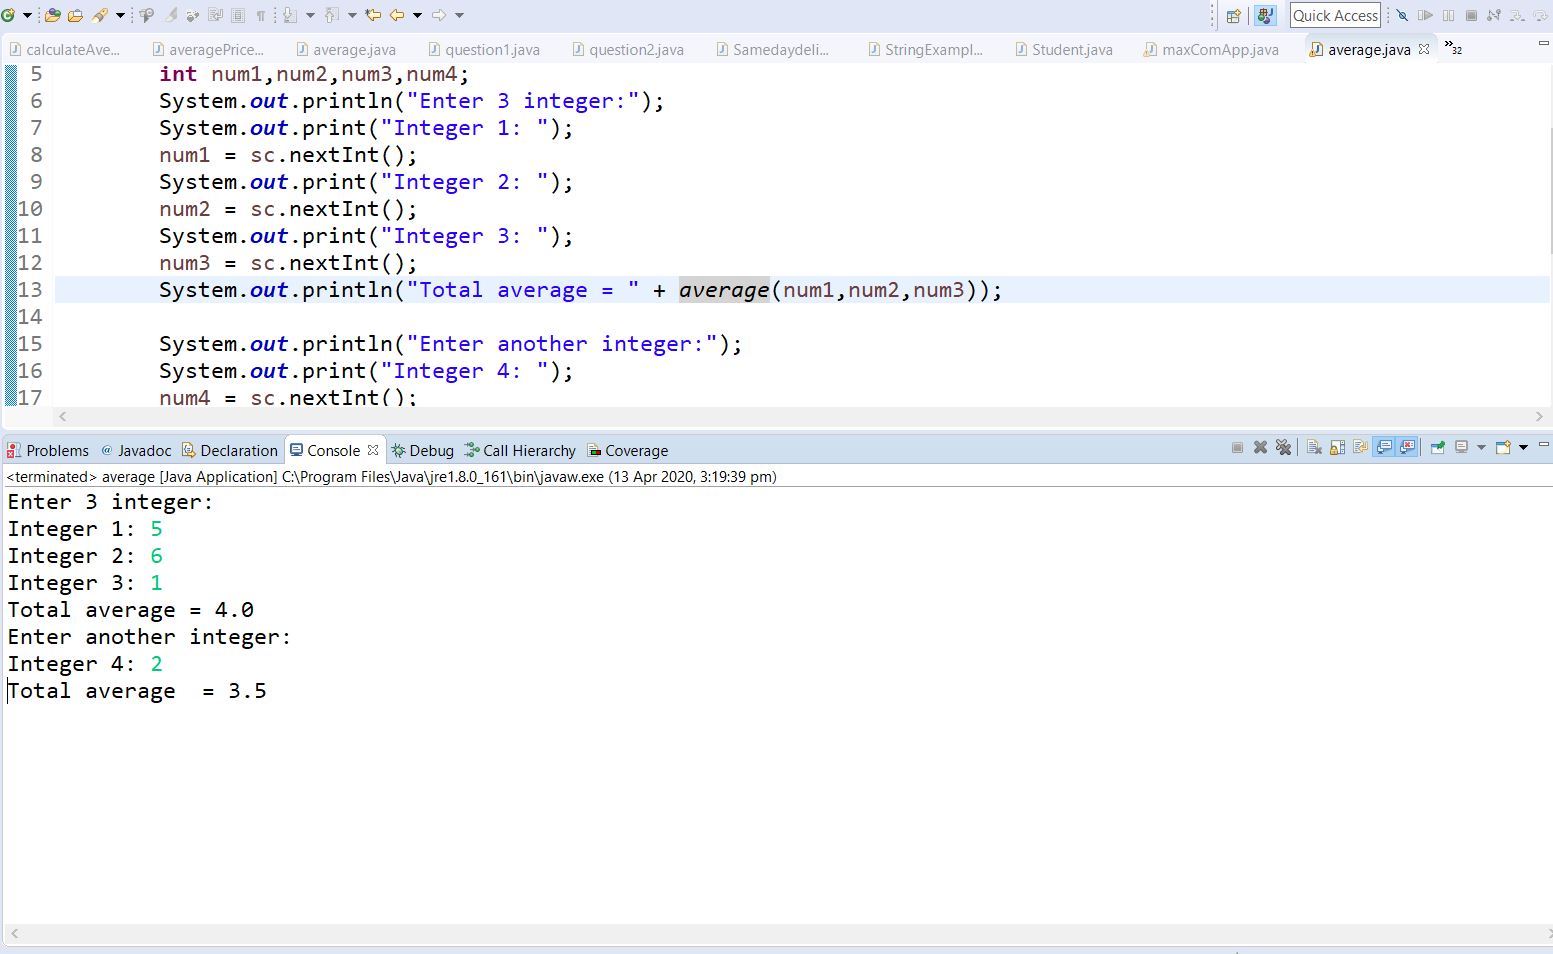 Quick Access
calculateAve... averagePrice... average.java question1.java question2.java Samedaydeli... StringExampl... Student.java maxComApp.java average.java »32
5 int num1,num2,num3,num4;
6 System.out.println("Enter 3 integer:");
7 System.out.print("Integer 1: ");
8 num1 = sc.nextInt();
9 System.out.print("Integer 2: ");
10 num2 = sc.nextInt();
11 System.out.print("Integer 3: ");
12 num3 = sc.nextInt();
13 System.out.println("Total average = " + average(num1,num2,num3));
14
15 System.out.println("Enter another integer:");
16 System.out.print("Integer 4: ");
17 num4 = sc.nextInt();
Problems @ Javadoc Declaration Console Debug Call Hierarchy Coverage
<terminated> average [Java Application] C:\Program Files\Java\jre1.8.0_161\bin\javaw.exe (13 Apr 2020, 3:19:39 pm)
Enter 3 integer:
Integer 1: 5
Integer 2: 6
Integer 3: 1
Total average = 4.0
Enter another integer:
Integer 4: 2
Total average  = 3.5